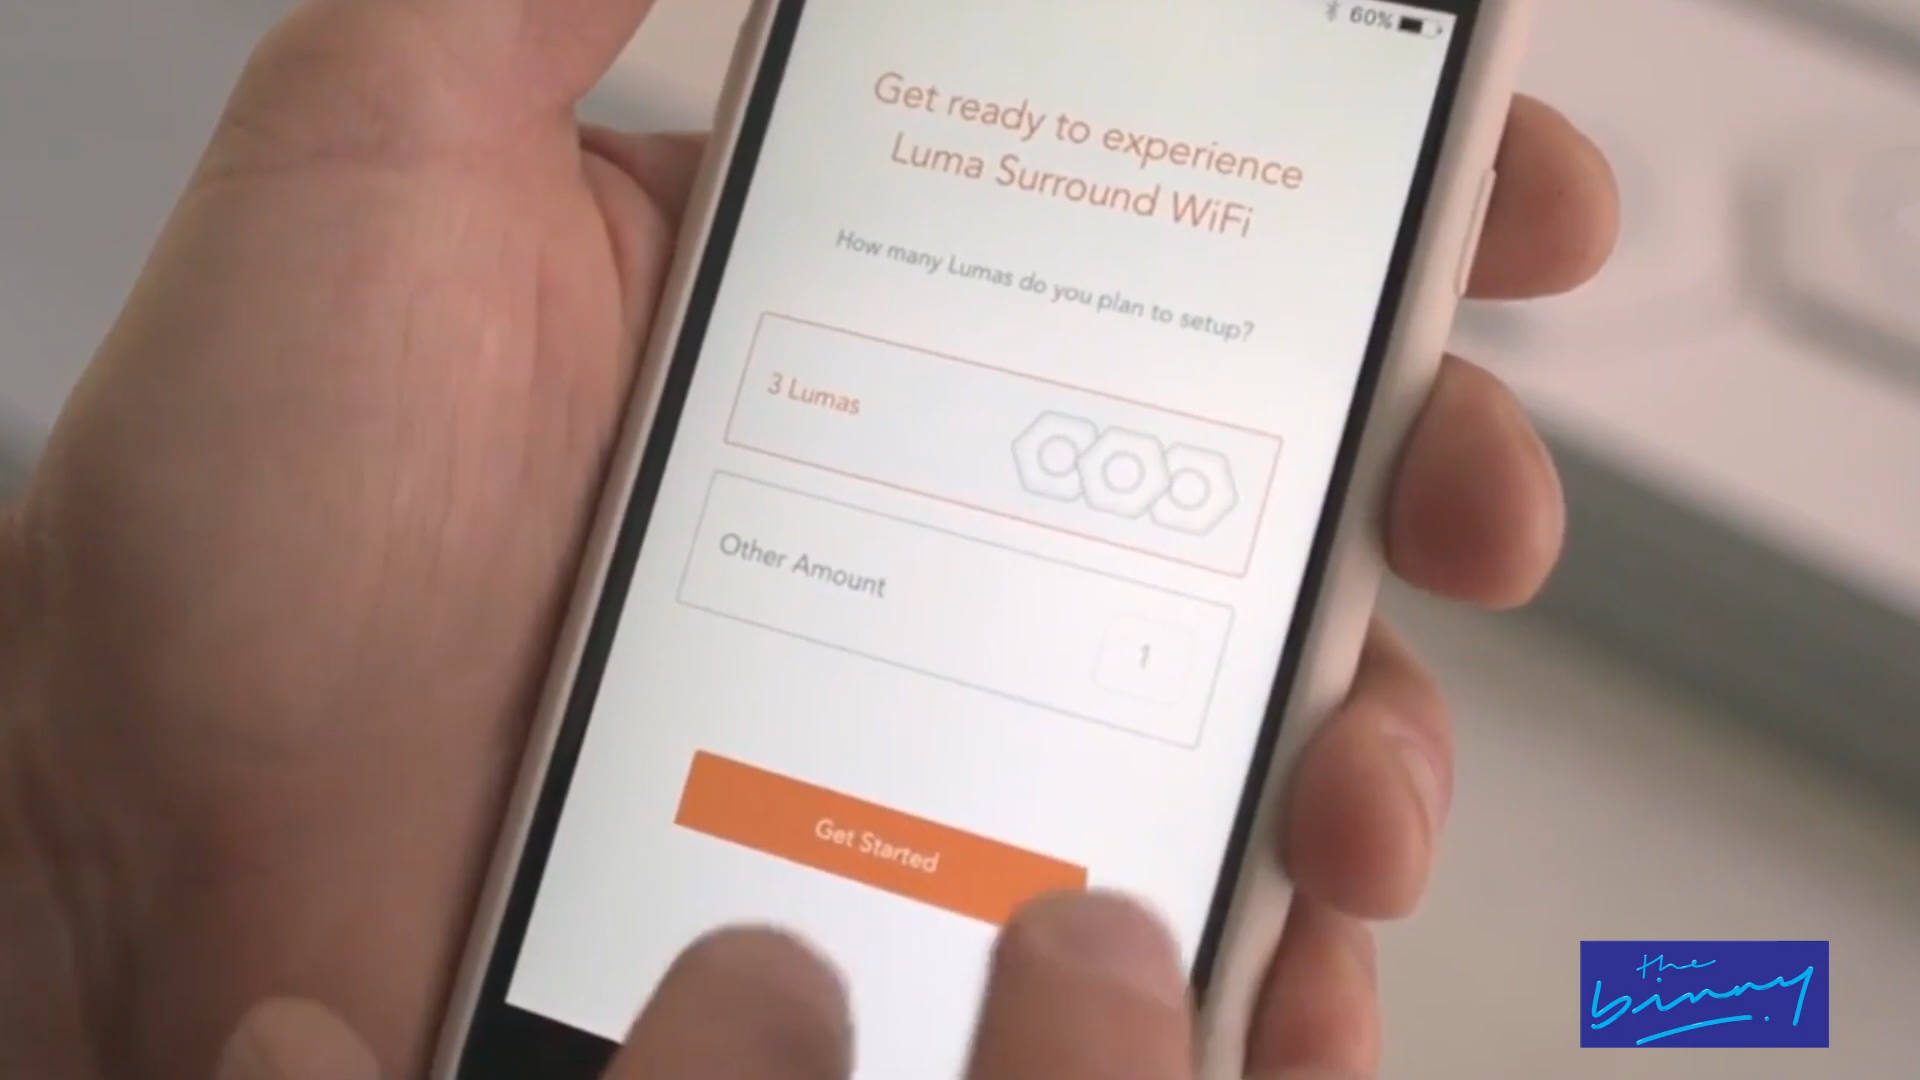 60%
Get ready to experience
Luma Surround WiFi
How many Lumas do you plan to setup?
3 Lumas
Other Amount
1
Get Started
the
binary